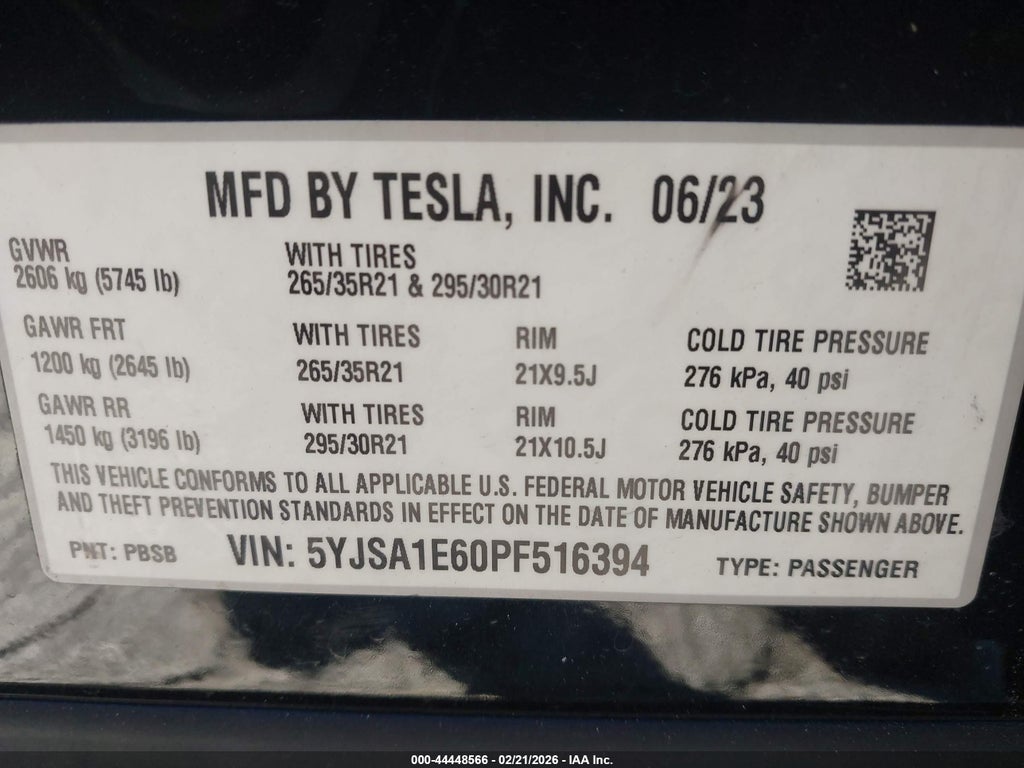 MFD BY TESLA, INC. 06/23
GVWR
2606 kg (5745 lb)
WITH TIRES
265/35R21 & 295/30R21
GAWR FRT WITH TIRES RIM COLD TIRE PRESSURE
1200 kg (2645 lb) 265/35R21 21X9.5J 276 kPa, 40 psi
GAWR RR WITH TIRES RIM COLD TIRE PRESSURE
1450 kg (3196 lb) 295/30R21 21X10.5J 276 kPa, 40 psi
THIS VEHICLE CONFORMS TO ALL APPLICABLE U.S. FEDERAL MOTOR VEHICLE SAFETY, BUMPER
AND THEFT PREVENTION STANDARDS IN EFFECT ON THE DATE OF MANUFACTURE SHOWN ABOVE.
PNT: PBSB VIN: 5YJSA1E60PF516394 TYPE: PASSENGER
000-44448566 - 02/21/2026 - IAA Inc.